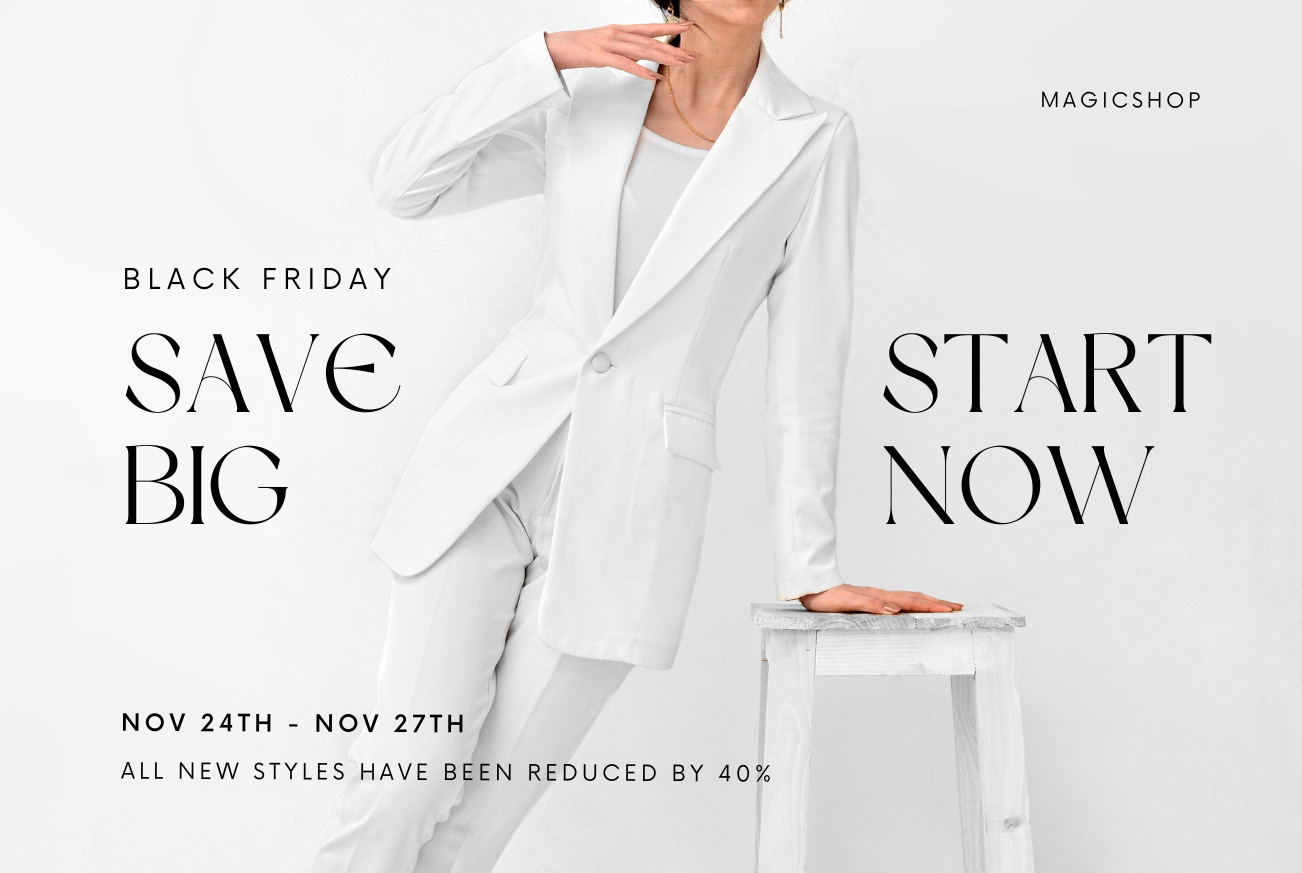 MAGICSHOP
BLACK FRIDAY
SAVE
BIG
START
NOW
NOV 24TH - NOV 27TH
ALL NEW STYLES HAVE BEEN REDUCED BY 40%